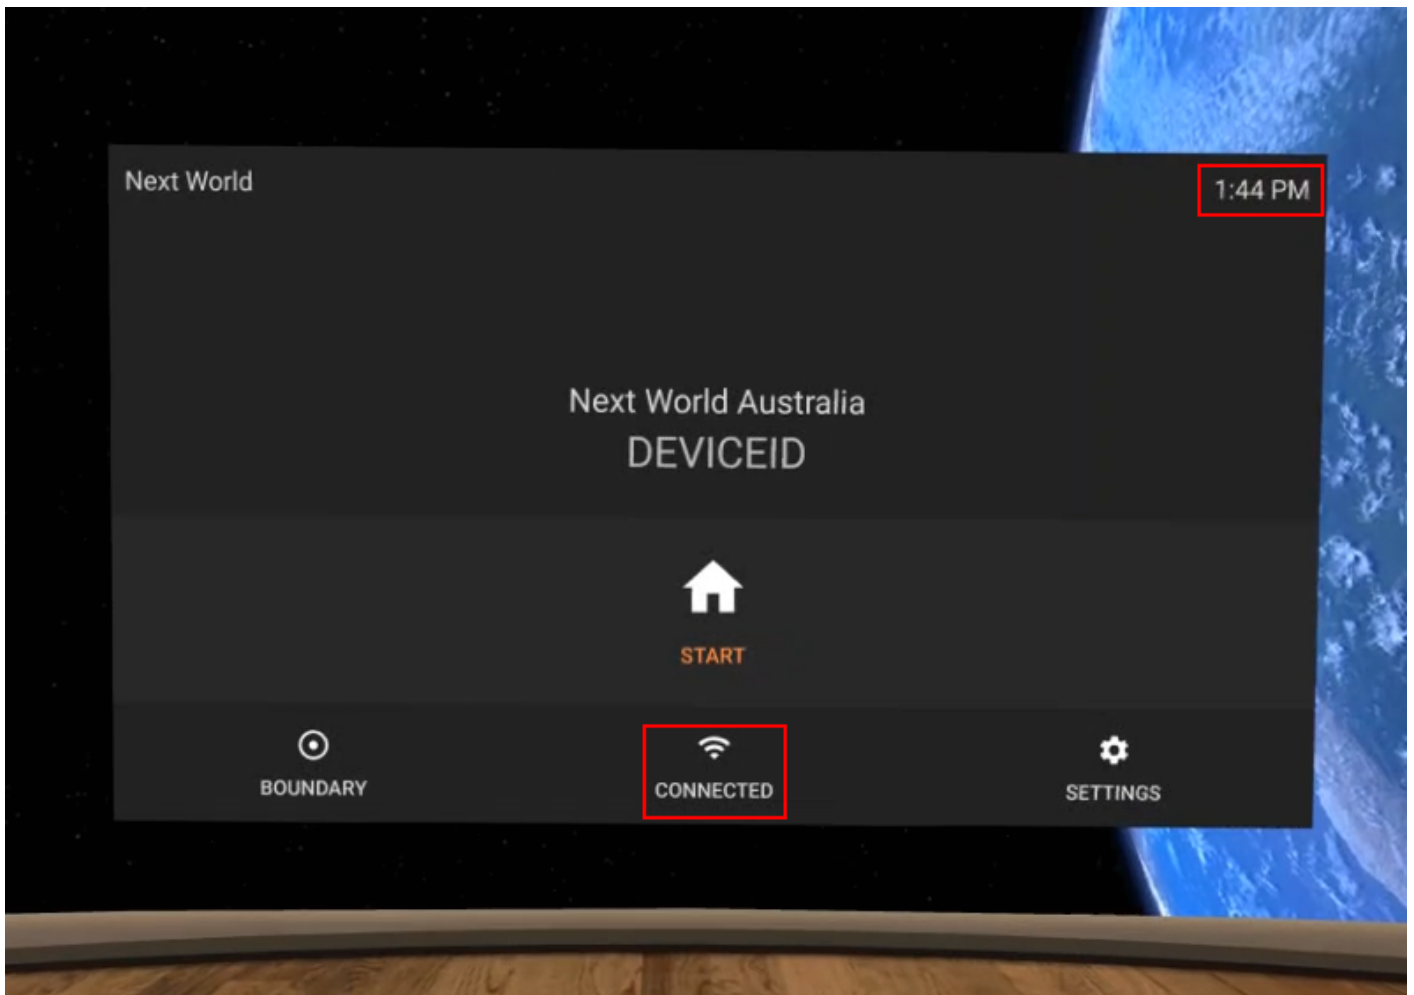 Next World
1:44 PM
Next World Australia
DEVICEID
START
BOUNDARY
CONNECTED
SETTINGS